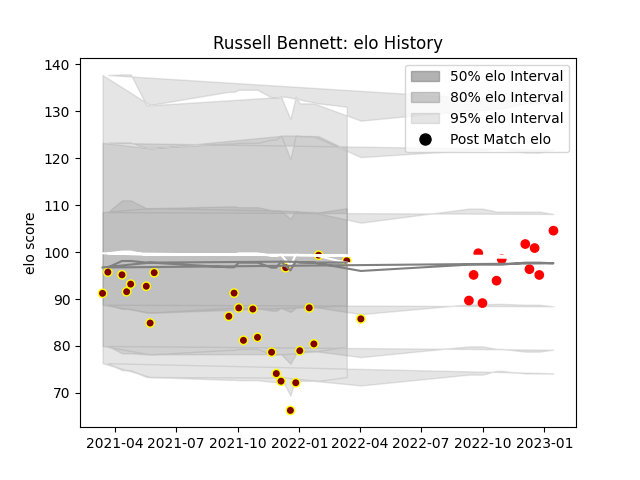 Russell Bennett: elo History
140
130
120
110
100
90
80
70
elo score
50% elo Interval
80% elo Interval
95% elo Interval
Post Match elo
2021-04 2021-07 2021-10 2022-01 2022-04 2022-07 2022-10 2023-01